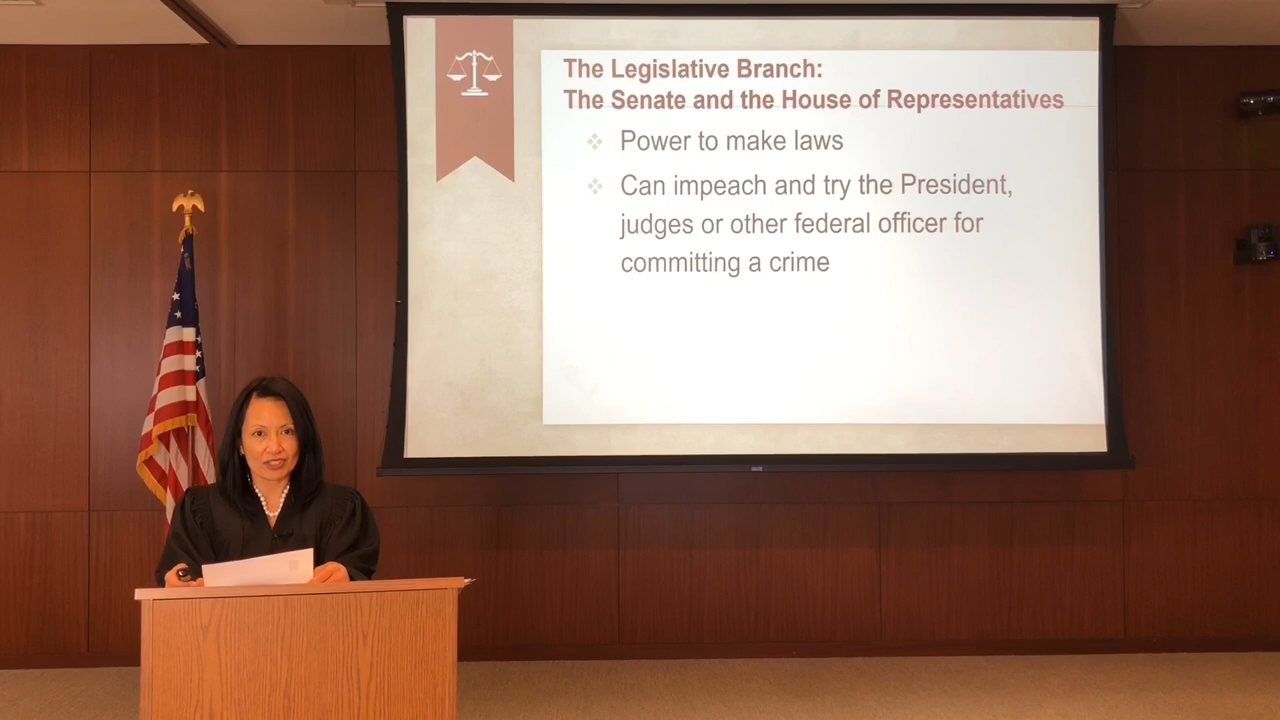 The Legislative Branch:
The Senate and the House of Representatives
Power to make laws
Can impeach and try the President,
judges or other federal officer for
committing a crime